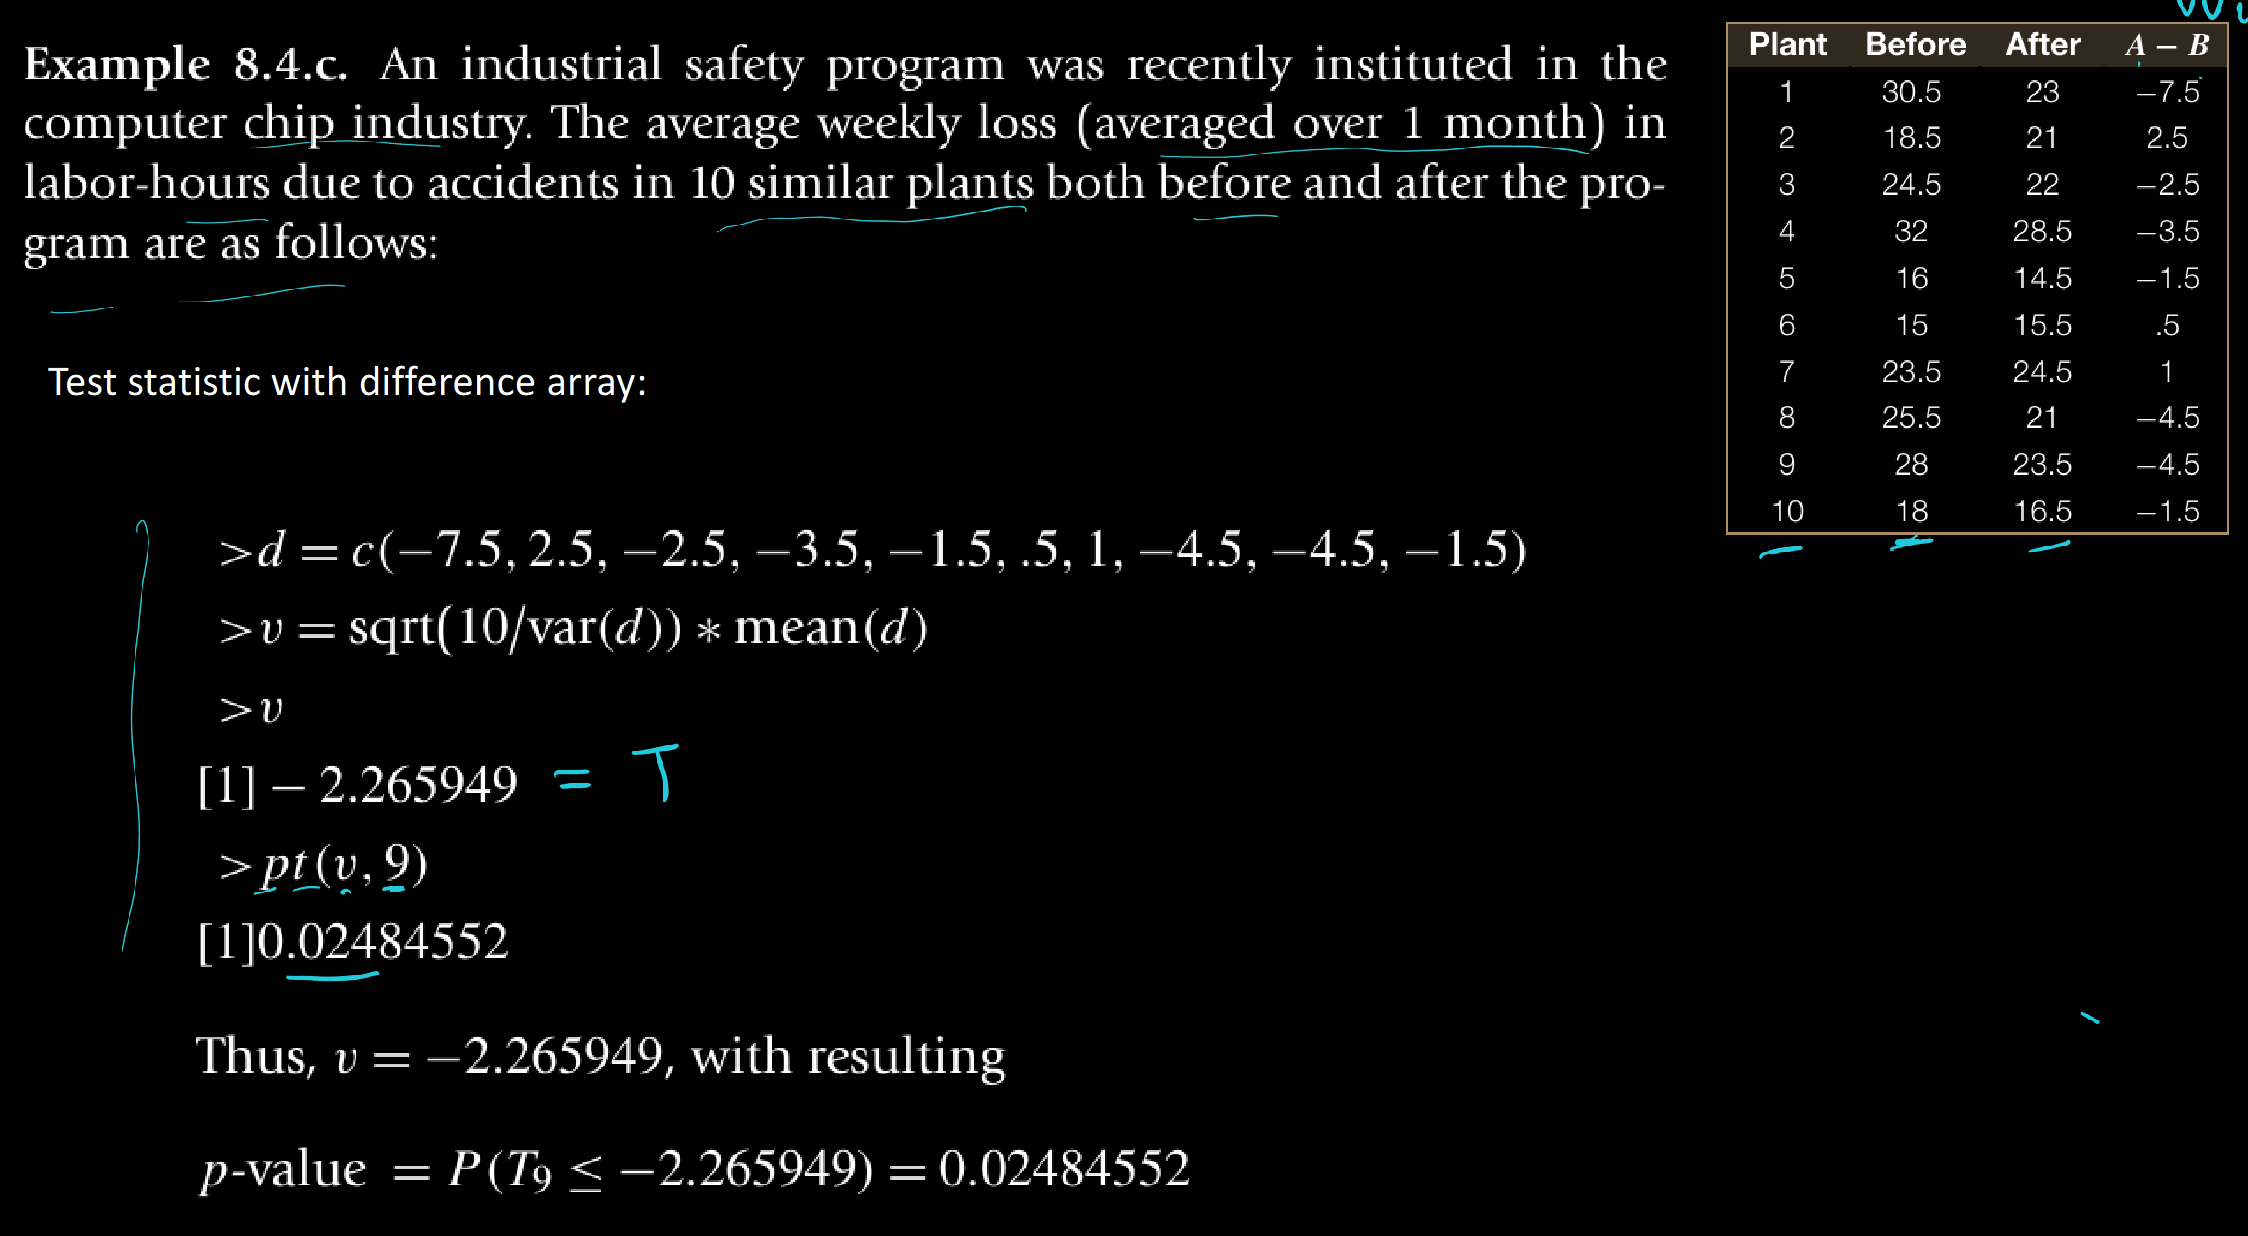 Example 8.4.c. An industrial safety program was recently instituted in the
computer chip industry. The average weekly loss (averaged over 1 month) in
labor-hours due to accidents in 10 similar plants both before and after the pro-
gram are as follows:
Plant Before After A – B
1 30.5 23 −7.5
2 18.5 21 2.5
3 24.5 22 −2.5
4 32 28.5 −3.5
5 16 14.5 −1.5
6 15 15.5 .5
7 23.5 24.5 1
8 25.5 21 −4.5
9 28 23.5 −4.5
10 18 16.5 −1.5
Test statistic with difference array:
>d = c(−7.5, 2.5, −2.5, −3.5, −1.5, .5, 1, −4.5, −4.5, −1.5)
>v = sqrt(10/var(d)) ∗ mean(d)
>v
[1] − 2.265949 = T
>pt(v, 9)
[1]0.02484552
Thus, v = −2.265949, with resulting
p-value = P(T₉ ≤ −2.265949) = 0.02484552